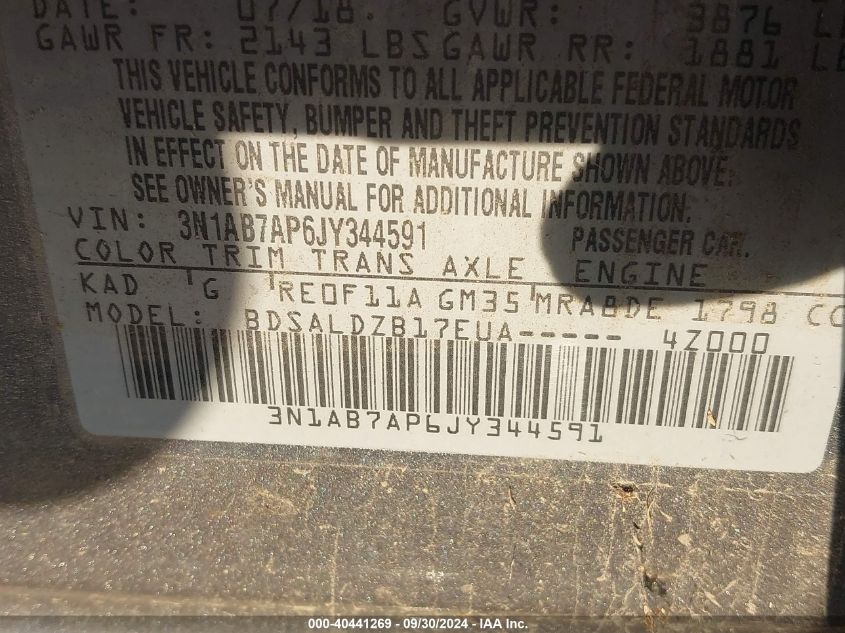 DATE: 07/18. GVWR: 3876
GAWR FR: 2143 LBS GAWR RR: 1881
THIS VEHICLE CONFORMS TO ALL APPLICABLE FEDERAL MOTOR
VEHICLE SAFETY, BUMPER AND THEFT PREVENTION STANDARDS
IN EFFECT ON THE DATE OF MANUFACTURE SHOWN ABOVE.
SEE OWNER'S MANUAL FOR ADDITIONAL INFORMATION.
VIN: 3N1AB7AP6JY344591 PASSENGER CAR.
COLOR TRIM TRANS AXLE ENGINE
KAD G RE0F11A GM35 MRA8DE 1798 CC
MODEL: BDSALDZB17EUA----- 4Z000
3N1AB7AP6JY344591
000-40441269 - 09/30/2024 - IAA Inc.